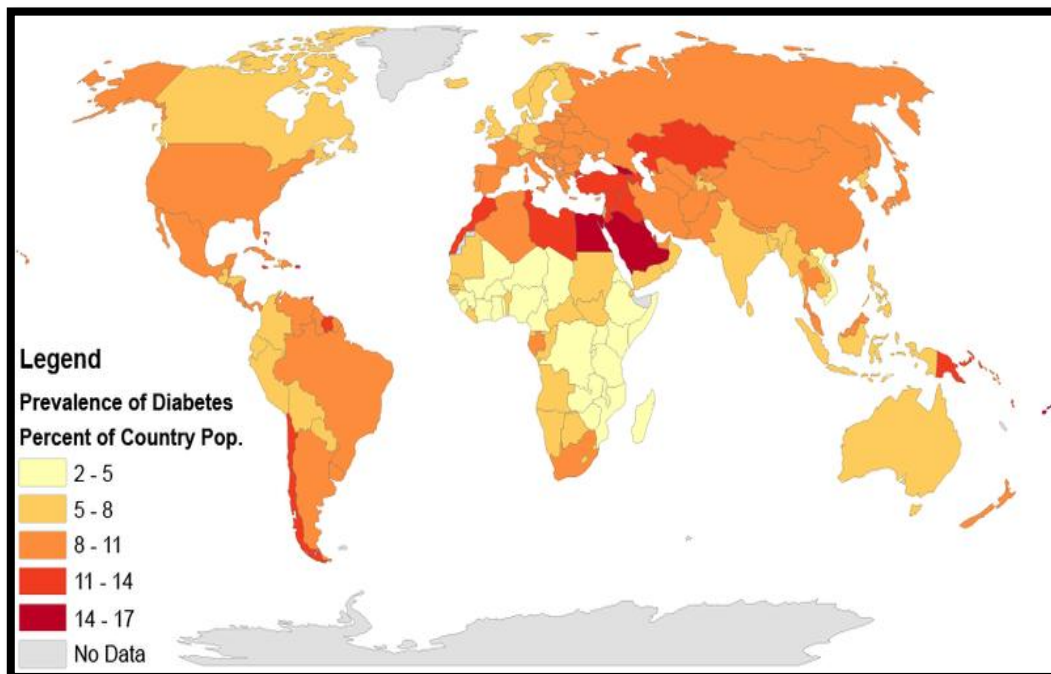 Legend
Prevalence of Diabetes
Percent of Country Pop.
2 - 5
5 - 8
8 - 11
11 - 14
14 - 17
No Data